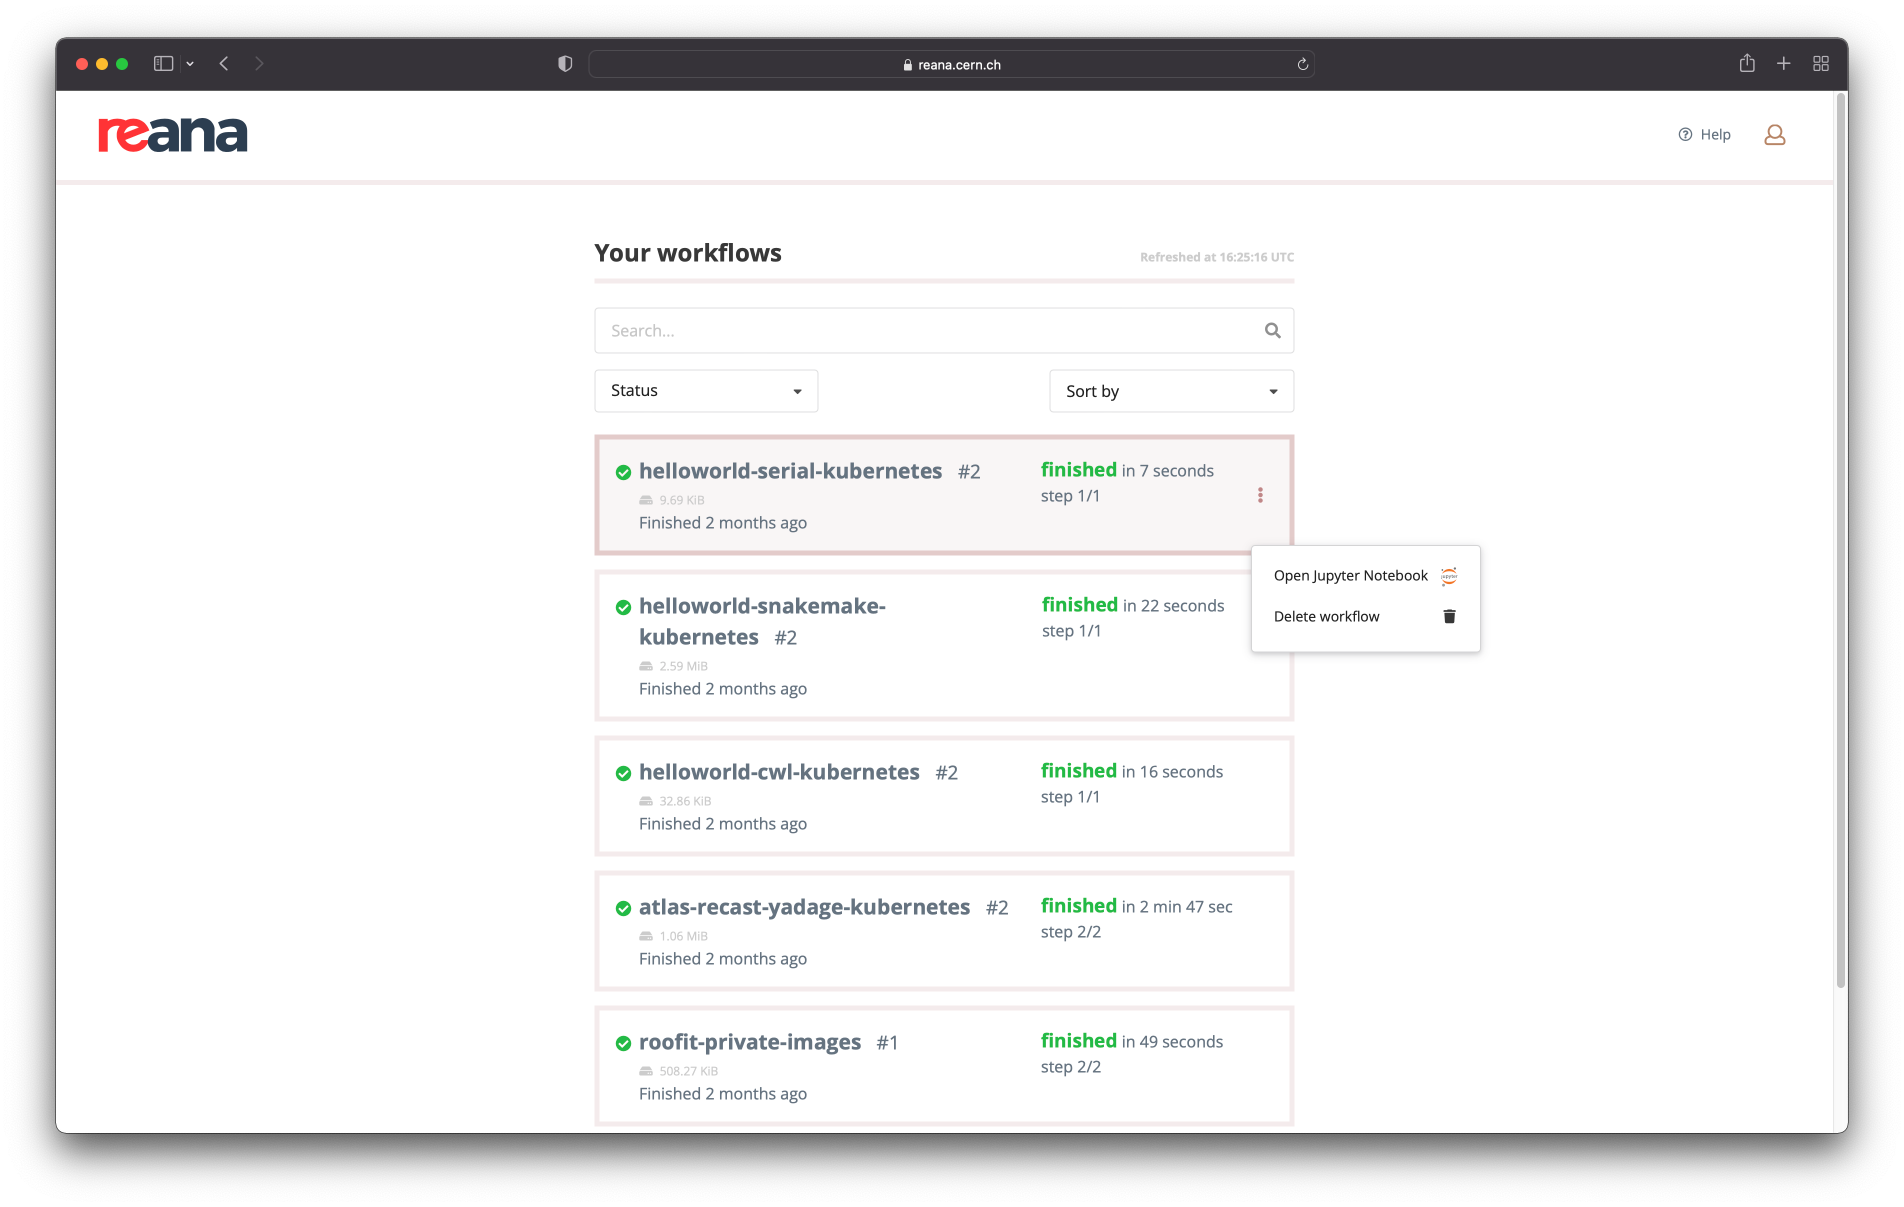 reana.cern.ch
reana
Help
Your workflows
Refreshed at 16:25:16 UTC
Search...
Status
Sort by
helloworld-serial-kubernetes #2
finished in 7 seconds
9.69 KiB
step 1/1
Finished 2 months ago
Open Jupyter Notebook
jupyter
Delete workflow
helloworld-snakemake-
kubernetes #2
finished in 22 seconds
step 1/1
2.59 MiB
Finished 2 months ago
helloworld-cwl-kubernetes #2
finished in 16 seconds
32.86 KiB
step 1/1
Finished 2 months ago
atlas-recast-yadage-kubernetes #2
finished in 2 min 47 sec
1.06 MiB
step 2/2
Finished 2 months ago
roofit-private-images #1
finished in 49 seconds
508.27 KiB
step 2/2
Finished 2 months ago